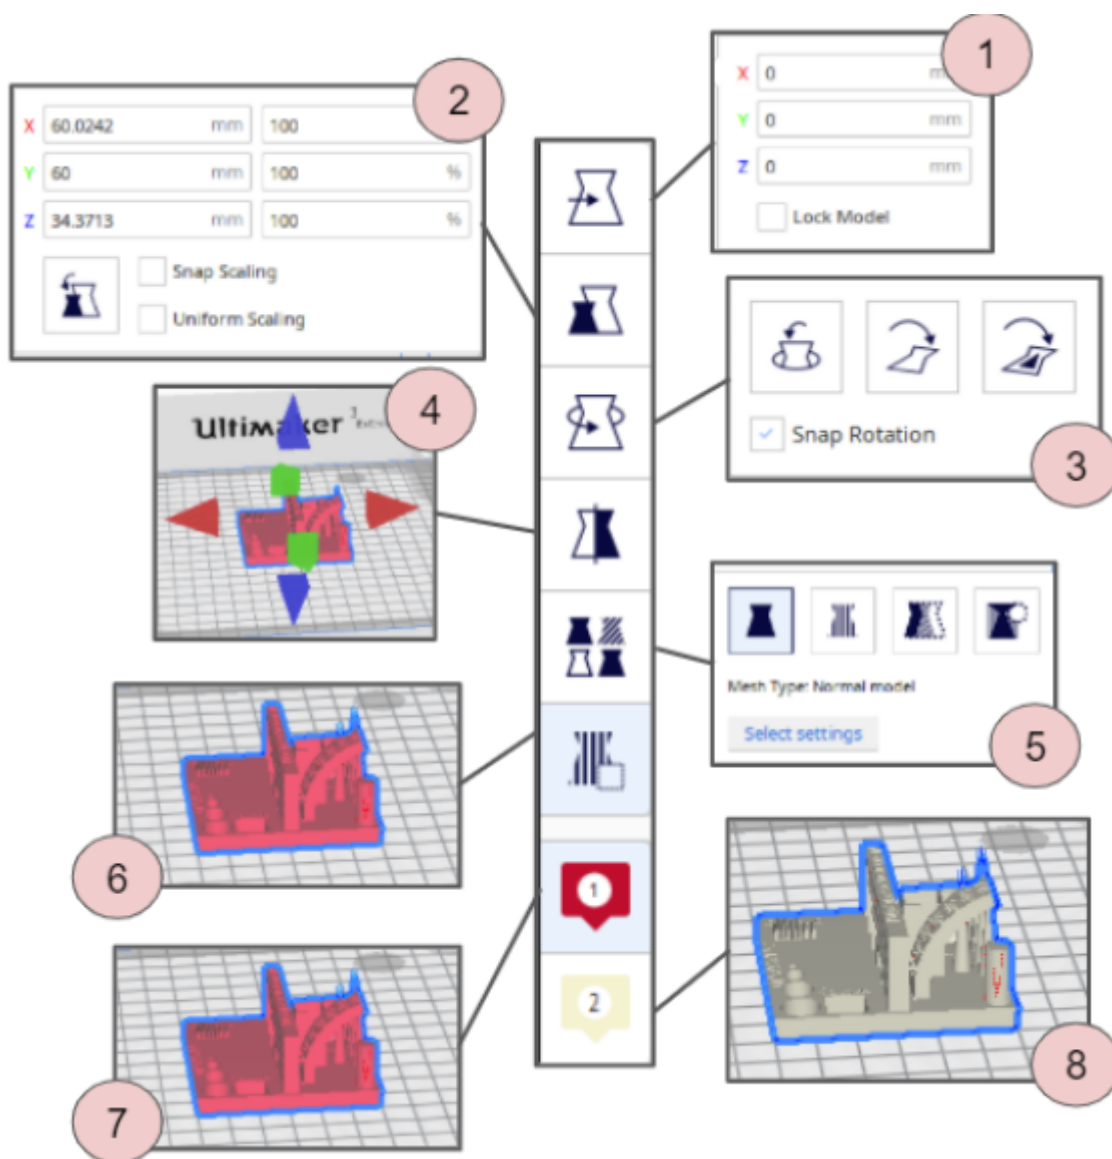 1
X 0 m
Y 0 mm
Z 0 mm
Lock Model
2
X 60.0242 mm 100
Y 60 mm 100 %
Z 34.3713 mm 100 %
Snap Scaling
Uniform Scaling
Snap Rotation
3
4
Ultimaker 3
5
Mesh Type: Normal model
Select settings
6
1
7
2
8